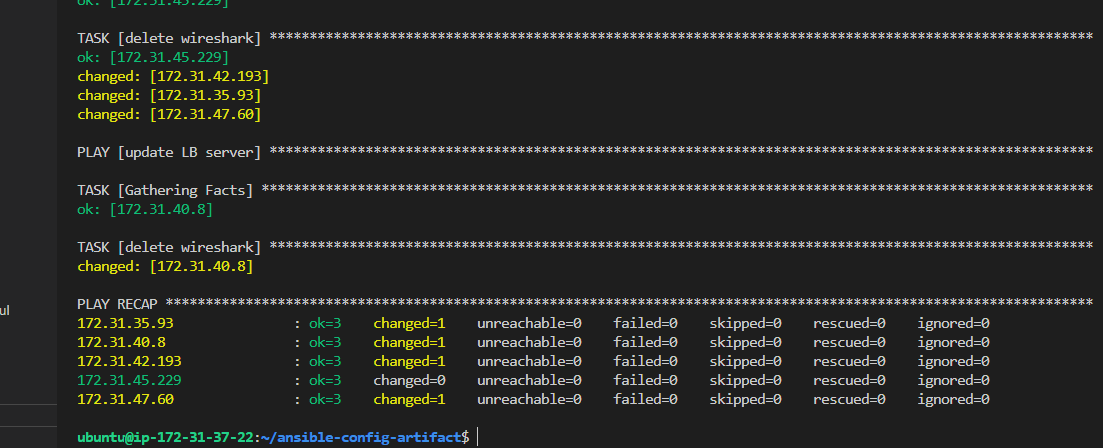 ok: [172.31.45.229]
TASK [delete wireshark] *******************************************************************************************************
ok: [172.31.45.229]
changed: [172.31.42.193]
changed: [172.31.35.93]
changed: [172.31.47.60]
PLAY [update LB server] *******************************************************************************************************
TASK [Gathering Facts] ********************************************************************************************************
ok: [172.31.40.8]
TASK [delete wireshark] *******************************************************************************************************
changed: [172.31.40.8]
PLAY RECAP ********************************************************************************************************************
172.31.35.93               : ok=3    changed=1    unreachable=0    failed=0    skipped=0    rescued=0    ignored=0
172.31.40.8                : ok=3    changed=1    unreachable=0    failed=0    skipped=0    rescued=0    ignored=0
ul
172.31.42.193              : ok=3    changed=1    unreachable=0    failed=0    skipped=0    rescued=0    ignored=0
172.31.45.229              : ok=3    changed=0    unreachable=0    failed=0    skipped=0    rescued=0    ignored=0
172.31.47.60               : ok=3    changed=1    unreachable=0    failed=0    skipped=0    rescued=0    ignored=0
ubuntu@ip-172-31-37-22:~/ansible-config-artifact$